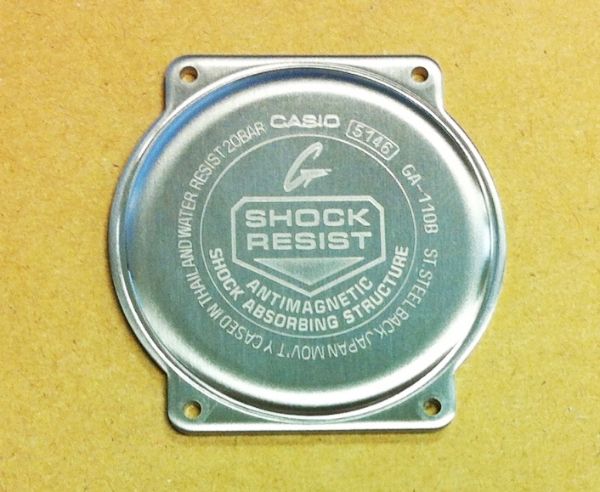 CASIO 5146 GA-110B ST.STEEL BACK JAPAN MOV'T Y CASED IN THAILAND WATER RESIST 20BAR
G
SHOCK
RESIST
ANTIMAGNETIC
SHOCK ABSORBING STRUCTURE